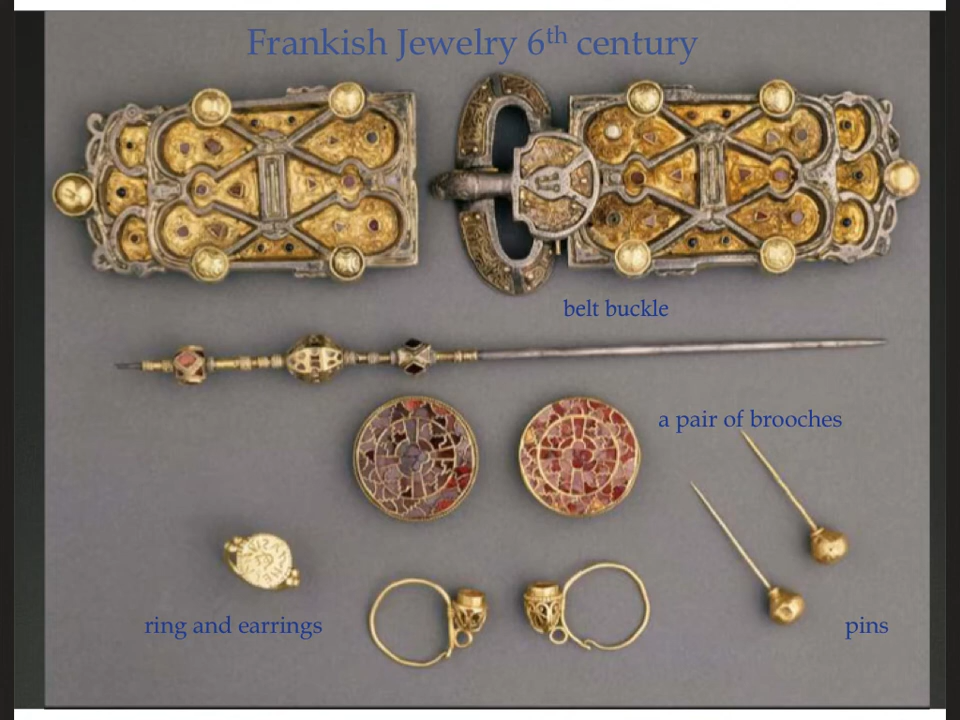 Frankish Jewelry 6th century
belt buckle
a pair of brooches
ring and earrings
pins